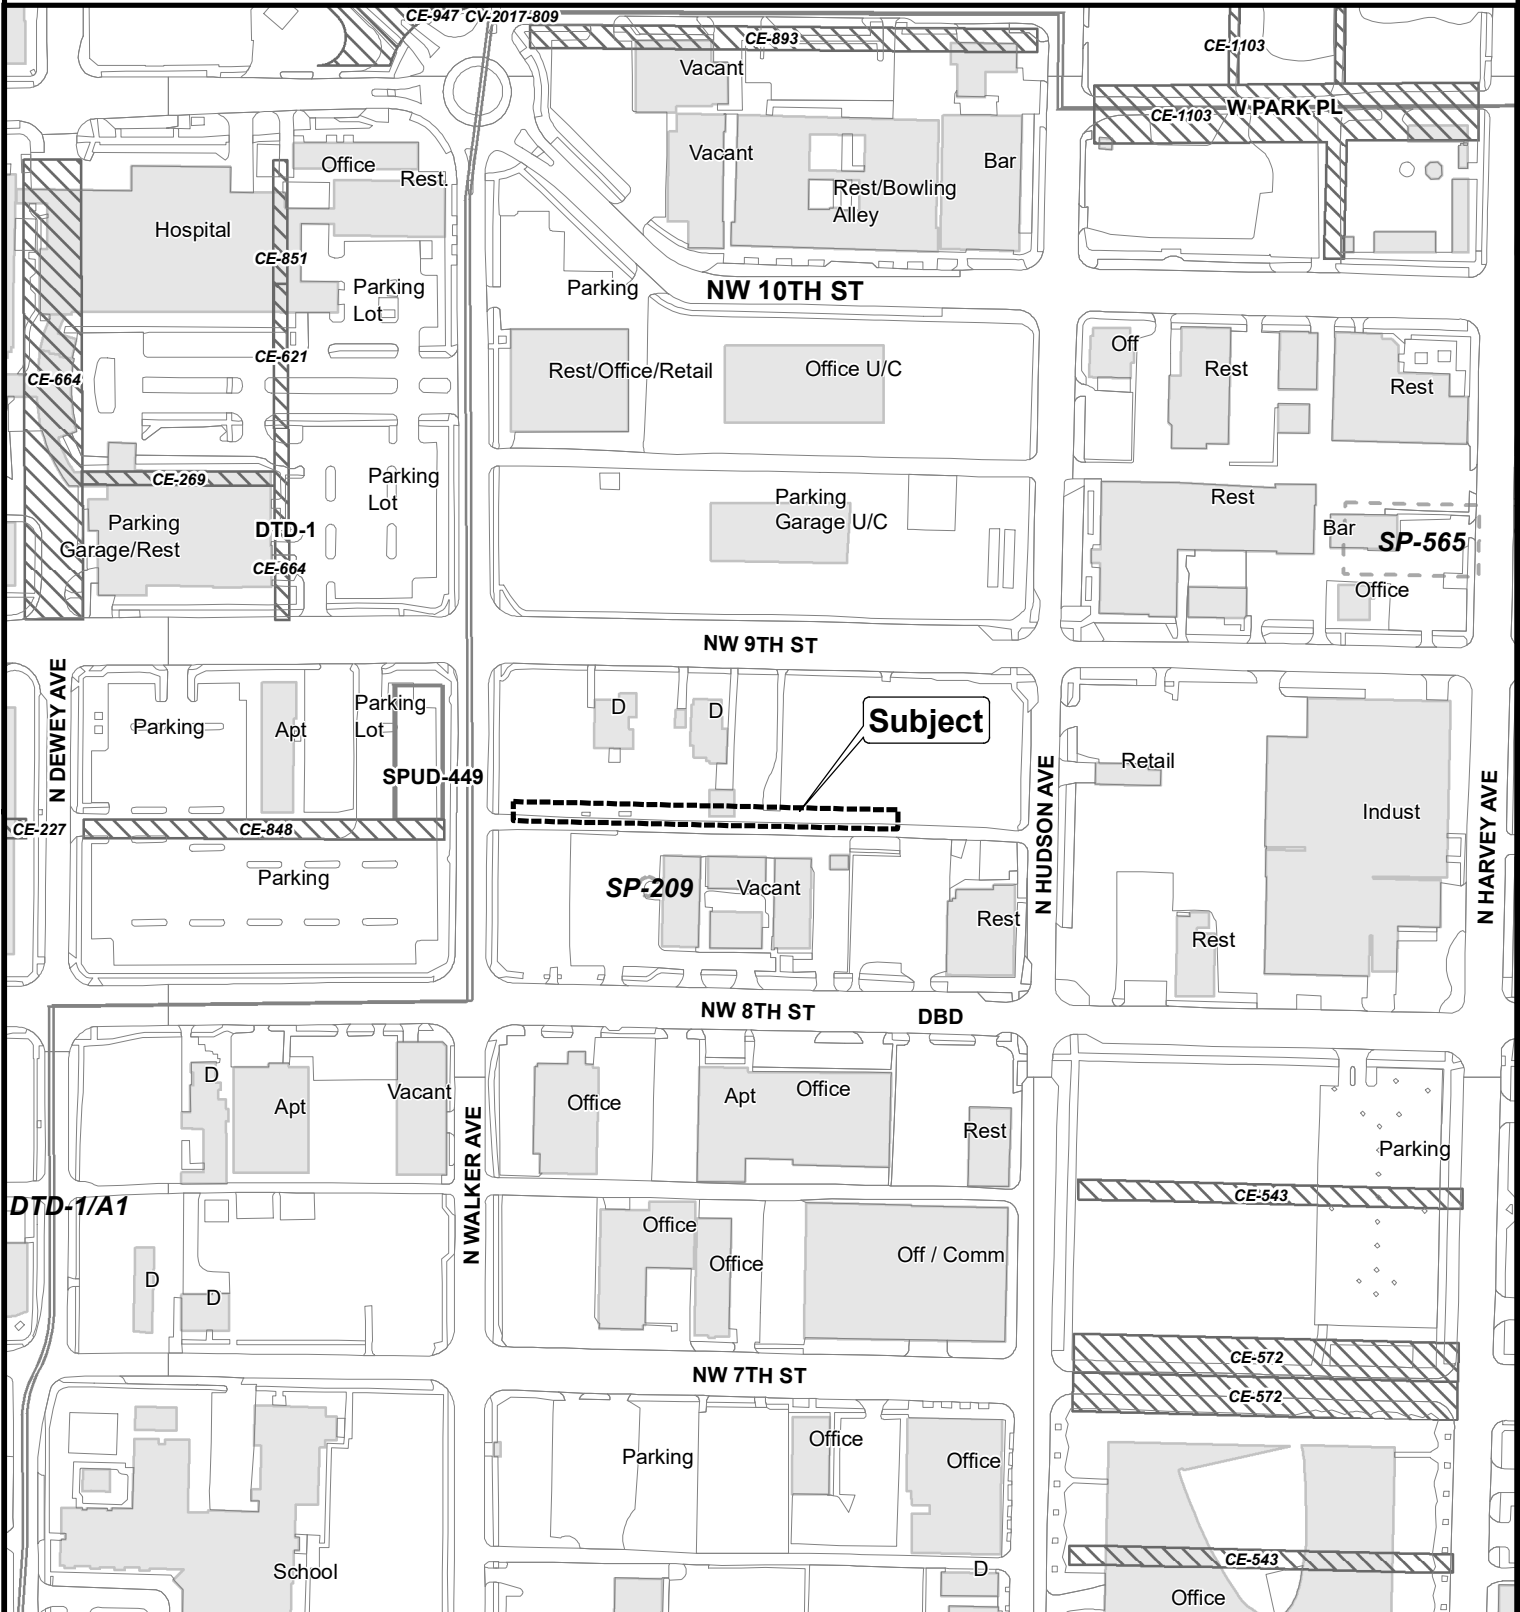 CE-947 CV-2017-809
CE-893
CE-1103
Vacant
W PARK PL
CE-1103
Office
Rest.
Vacant
Bar
Rest/Bowling
Alley
Hospital
CE-851
Parking
Lot
Parking
NW 10TH ST
CE-621
CE-664
Rest/Office/Retail
Office U/C
Off
Rest
Rest
CE-269
Parking
Lot
Parking
Garage/Rest
DTD-1
CE-664
Parking
Garage U/C
Rest
Bar
SP-565
Office
NW 9TH ST
N DEWEY AVE
Parking
Apt
Parking
Lot
SPUD-449
D
D
Subject
N HUDSON AVE
Retail
Indust
N HARVEY AVE
CE-227
CE-848
Parking
SP-209
Vacant
Rest
Rest
NW 8TH ST
DBD
D
Apt
Vacant
N WALKER AVE
Office
Apt
Office
Rest
Parking
CE-543
DTD-1/A1
D
D
Office
Office
Off / Comm
CE-572
CE-572
NW 7TH ST
Parking
Office
Office
School
D
CE-543
Office